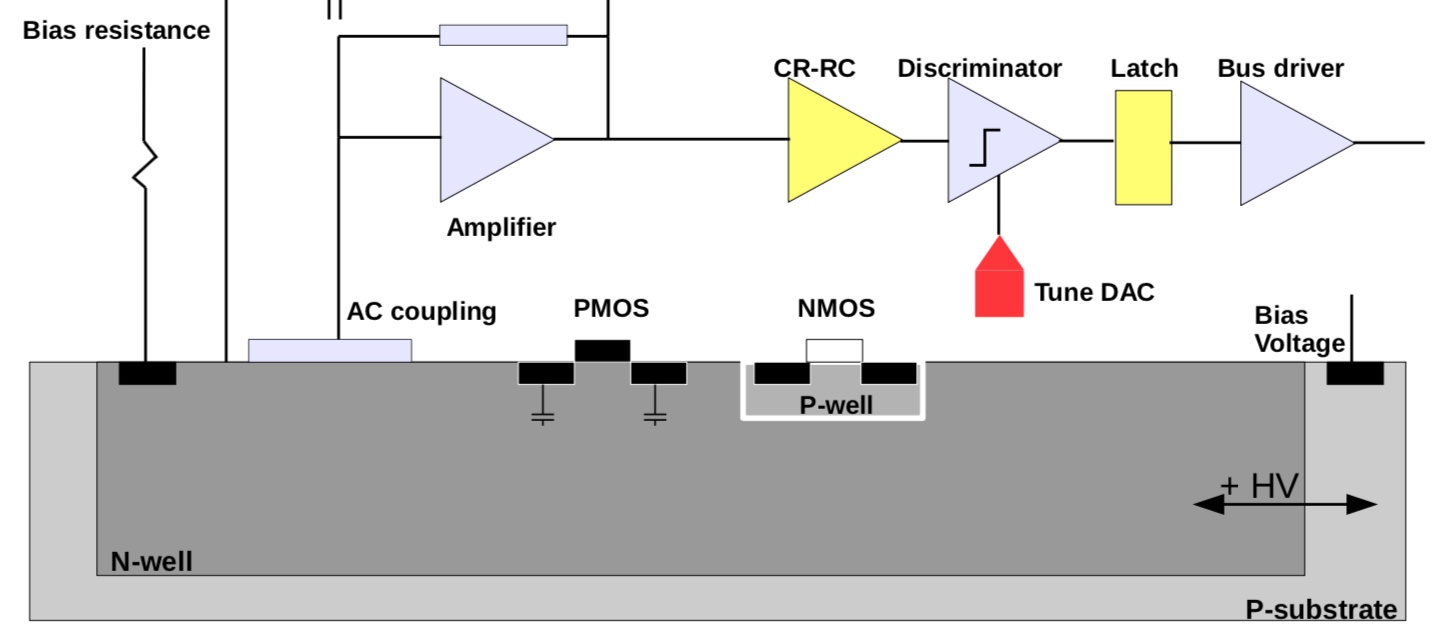 Bias resistance
CR-RC
Discriminator
Latch
Bus driver
Amplifier
Tune DAC
AC coupling
PMOS
NMOS
Bias
Voltage
P-well
+ HV
N-well
P-substrate